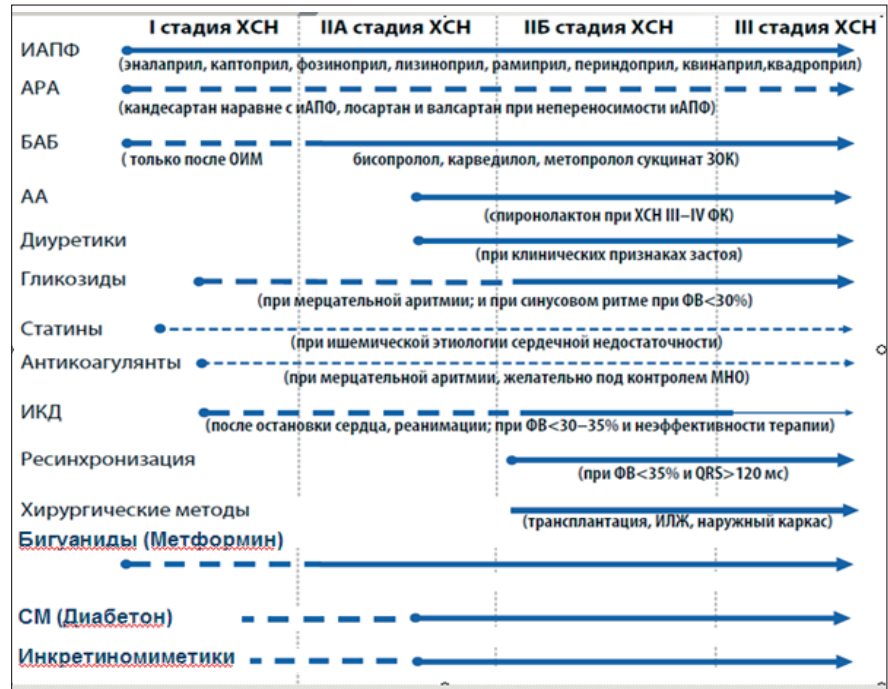 I стадия ХСН IIА стадия ХСН IIБ стадия ХСН III стадия ХСН
ИАПФ
(эналаприл, каптоприл, фозиноприл, лизиноприл, рамиприл, периндоприл, квинаприл,квадроприл)
АРА
(кандесартан наравне с иАПФ, лосартан и валсартан при непереносимости иАПФ)
БАБ
( только после ОИМ бисопролол, карведилол, метопролол сукцинат ЗОК)
АА
(спиронолактон при ХСН III–IV ФК)
Диуретики
(при клинических признаках застоя)
Гликозиды
(при мерцательной аритмии; и при синусовом ритме при ФВ<30%)
Статины
(при ишемической этиологии сердечной недостаточности)
Антикоагулянты
(при мерцательной аритмии, желательно под контролем МНО)
ИКД
(после остановки сердца, реанимации; при ФВ<30–35% и неэффективности терапии)
Ресинхронизация
(при ФВ<35% и QRS>120 мс)
Хирургические методы
(трансплантация, ИЛЖ, наружный каркас)
Бигуаниды (Метформин)
СМ (Диабетон)
Инкретиномиметики